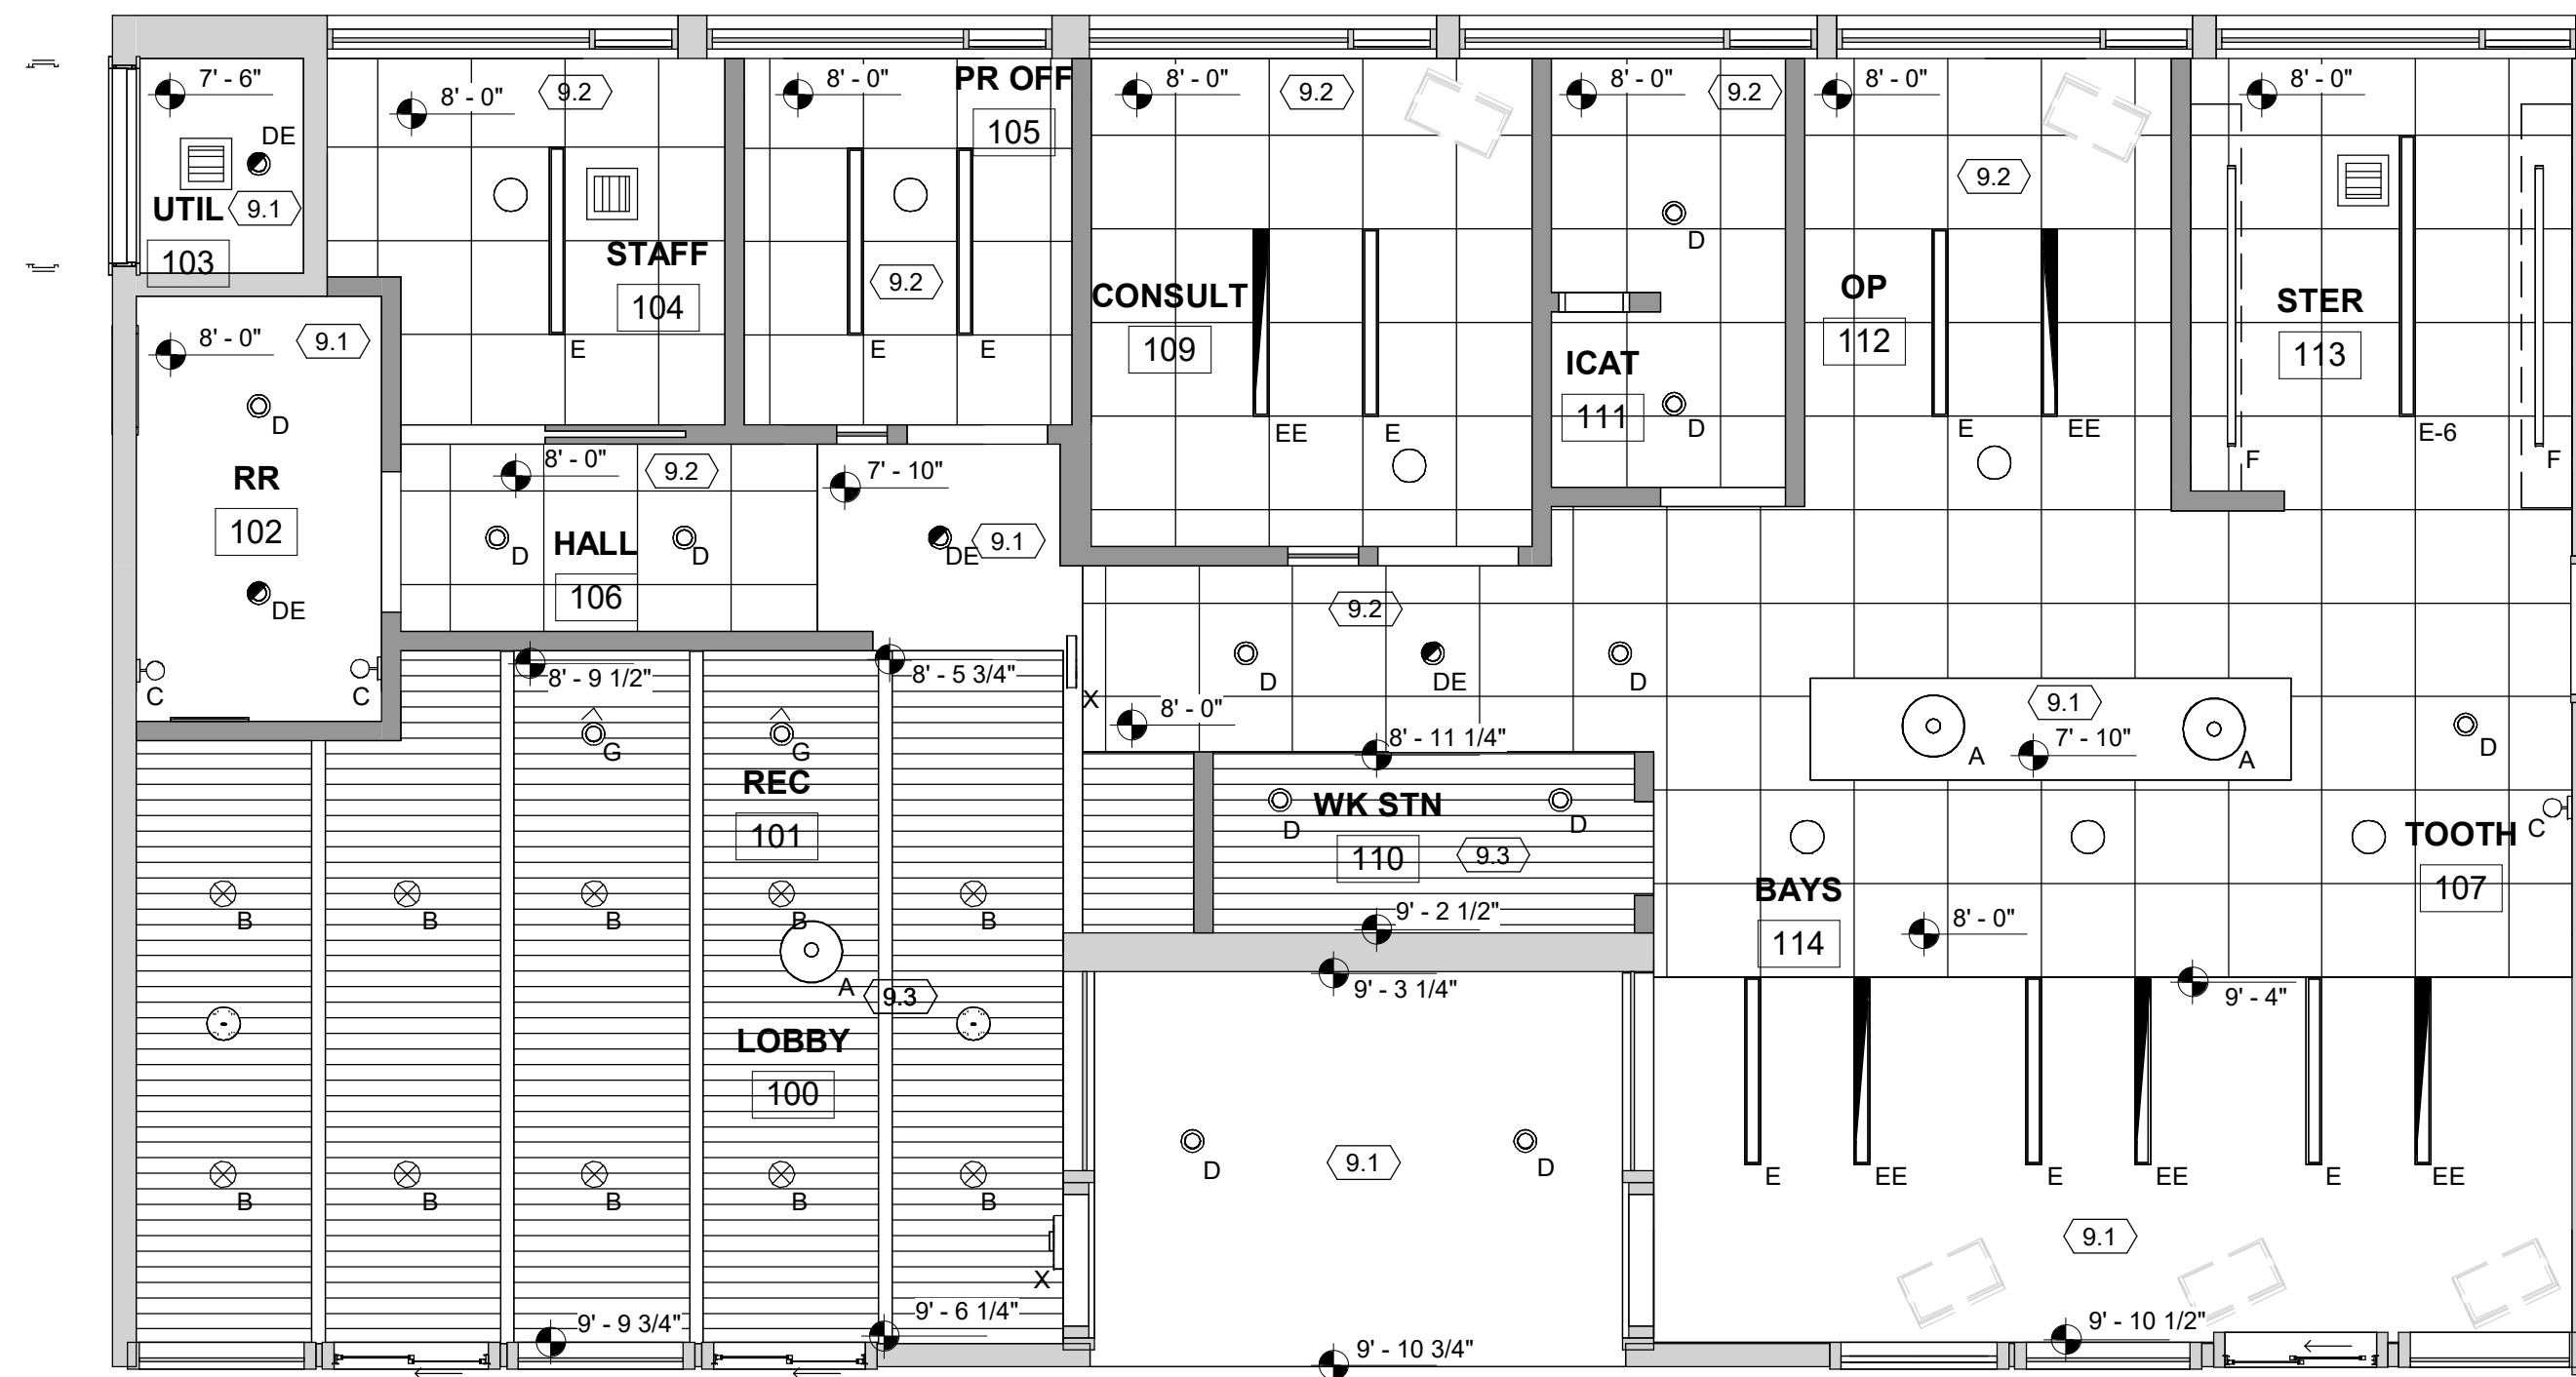 7' - 6"
8' - 0"
9.2
8' - 0"
PR OFF
105
8' - 0"
9.2
8' - 0"
9.2
8' - 0"
8' - 0"
DE
UTIL
9.1
103
STAFF
104
9.2
E
E
E
CONSULT
109
EE
E
D
ICAT
111
D
9.2
OP
112
E
EE
STER
113
F
E-6
F
8' - 0"
9.1
D
RR
102
DE
C
C
8' - 0"
9.2
7' - 10"
D
HALL
D
106
DE
9.1
9.2
D
DE
D
8' - 9 1/2"
8' - 5 3/4"
X
8' - 0"
8' - 11 1/4"
G
G
REC
101
D
WK STN
D
110
9.3
9' - 2 1/2"
9.1
7' - 10"
A
A
D
TOOTH
C
107
BAYS
114
8' - 0"
B
B
B
B
B
A
9.3
LOBBY
100
9' - 3 1/4"
9' - 4"
D
9.1
D
E
EE
E
EE
E
EE
B
B
B
B
B
X
9.1
9' - 9 3/4"
9' - 6 1/4"
9' - 10 3/4"
9' - 10 1/2"